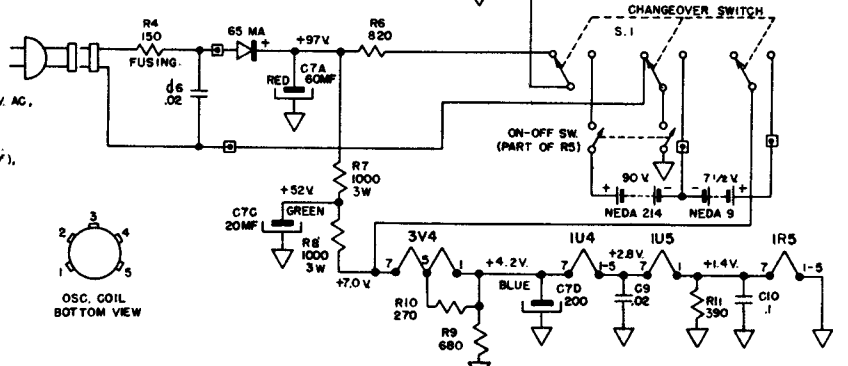 CHANGEOVER SWITCH
S.1
R4
150
FUSING.
65 MA
+
+97V.
R6
820
V. AC,
d6
.02
RED
C7A
60MF
ON-OFF SW.
(PART OF R5)
R7
1000
3W
+52V.
GREEN
C7C
20MF
R8
1000
3W
+7.0 V.
90 V.
+
-
NEDA 214
7 1/2 V.
-
+
NEDA 9
3
2
4
1
5
OSC. COIL
BOTTOM VIEW
3V4
7
5
1
R10
270
R9
680
+4.2V.
BLUE
C7D
200
1U4
7
1-5
+2.8V.
C9
.02
1U5
7
1
+1.4V.
R11
390
C10
.1
1R5
7
1-5